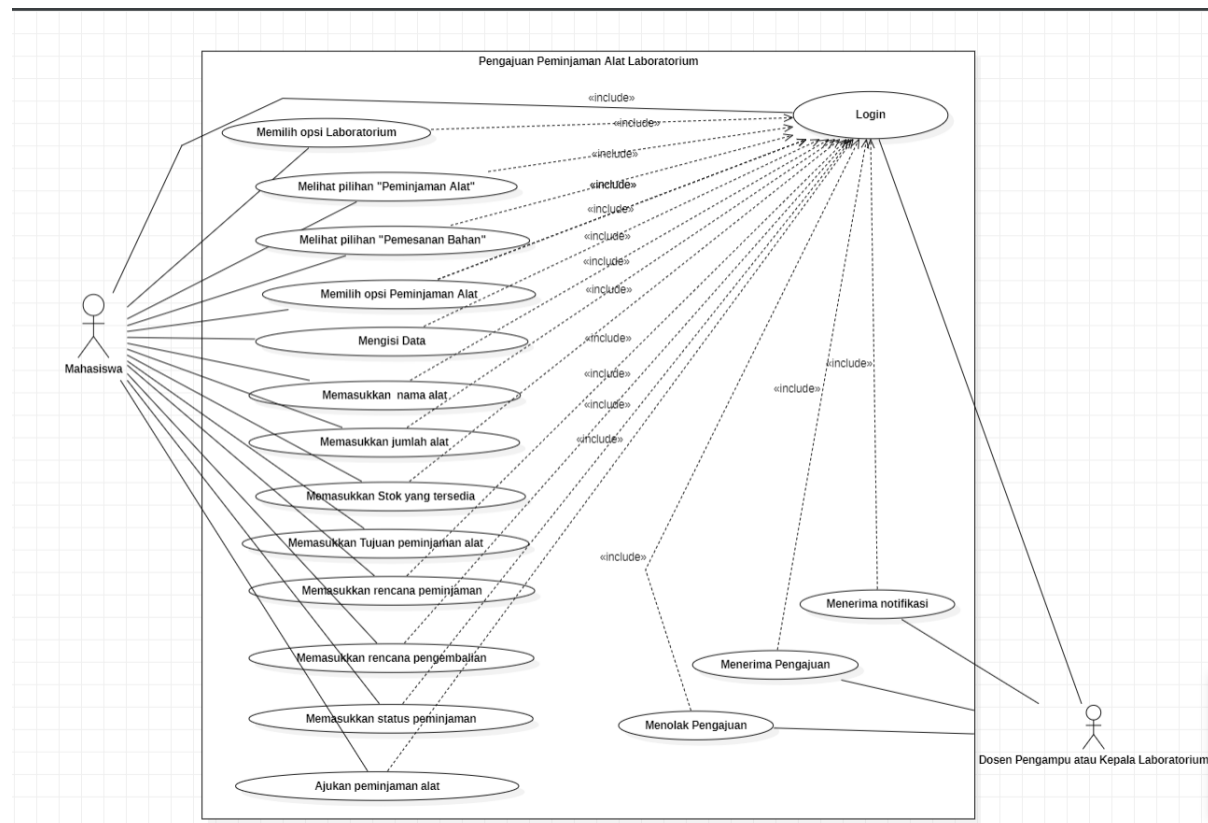 Pengajuan Peminjaman Alat Laboratorium
«include»
Login
«include»
Memilih opsi Laboratorium
«include»
Melihat pilihan "Peminjaman Alat"
«include»
«include»
Melihat pilihan "Pemesanan Bahan"
«include»
«include»
«include»
Memilih opsi Peminjaman Alat
Mengisi Data
«include»
Mahasiswa
«include»
«include»
«include»
Memasukkan  nama alat
«include»
Memasukkan jumlah alat
«include»
Memasukkan Stok yang tersedia
Memasukkan Tujuan peminjaman alat
«include»
Memasukkan rencana peminjaman
Menerima notifikasi
Memasukkan rencana pengembalian
Menerima Pengajuan
Memasukkan status peminjaman
Menolak Pengajuan
Dosen Pengampu atau Kepala Laboratorium
Ajukan peminjaman alat